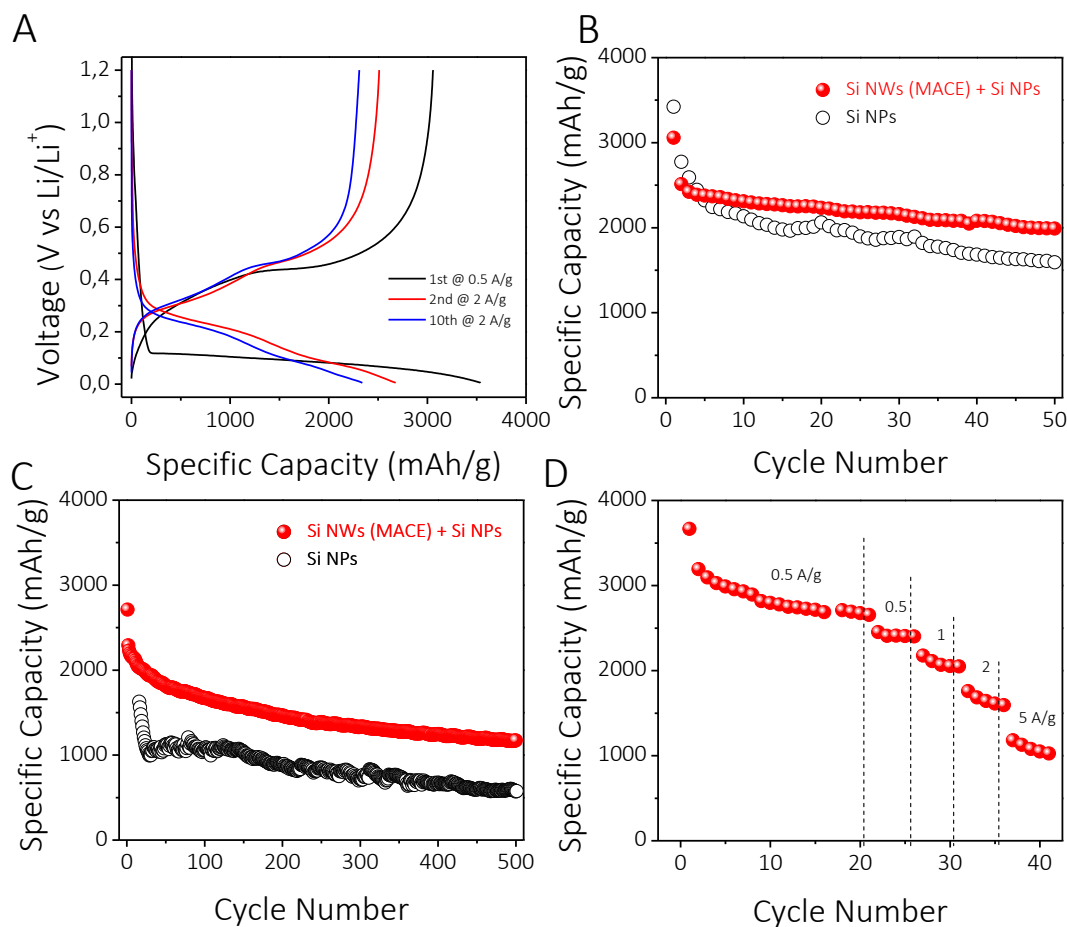 A
Voltage (V vs Li/Li+
)
1,2
1,0
0,8
0,6
0,4
0,2
0,0
1st @ 0.5 A/g
2nd @ 2 A/g
10th @ 2 A/g
0 1000 2000 3000 4000
Specific Capacity (mAh/g)
B
Specific Capacity (mAh/g)
4000
3000
2000
1000
0
Si NWs (MACE) + Si NPs
Si NPs
0 10 20 30 40 50
Cycle Number
C
Specific Capacity (mAh/g)
4000
3000
2000
1000
0
Si NWs (MACE) + Si NPs
Si NPs
0 100 200 300 400 500
Cycle Number
D
Specific Capacity (mAh/g)
4000
3000
2000
1000
0
0.5 A/g
0.5
1
2
5 A/g
0 10 20 30 40
Cycle Number